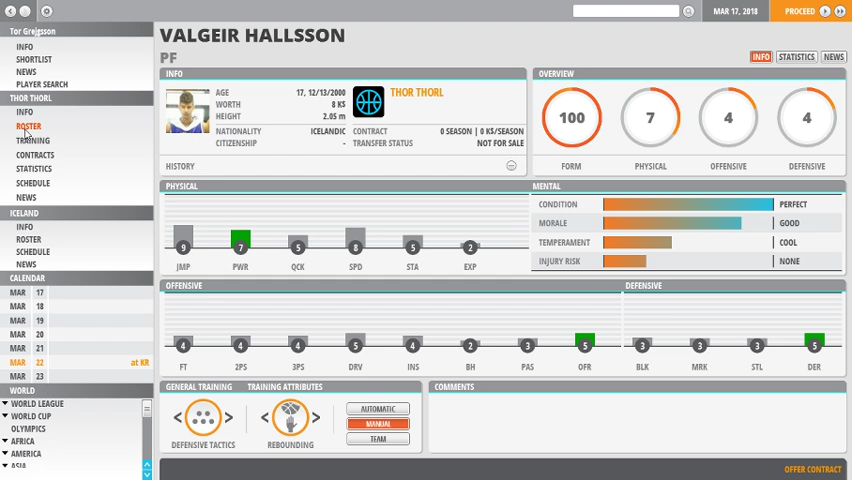 MAR 17, 2018 PROCEED
Tor Grejgsson
INFO
SHORTLIST
NEWS
PLAYER SEARCH
THOR THORL
INFO
ROSTER
TRAINING
CONTRACTS
STATISTICS
SCHEDULE
NEWS
ICELAND
INFO
ROSTER
SCHEDULE
NEWS
CALENDAR
MAR 17
MAR 18
MAR 19
MAR 20
MAR 21
MAR 22 at KR
MAR 23
WORLD
WORLD LEAGUE
WORLD CUP
OLYMPICS
AFRICA
AMERICA
ASIA
VALGEIR HALLSSON
PF
INFO STATISTICS NEWS
INFO
AGE 17, 12/13/2000
WORTH 8 K$
HEIGHT 2.05 m
NATIONALITY ICELANDIC
CITIZENSHIP -
THOR THORL
CONTRACT 0 SEASON | 0 K$/SEASON
TRANSFER STATUS NOT FOR SALE
HISTORY
OVERVIEW
100 7 4 4
FORM PHYSICAL OFFENSIVE DEFENSIVE
PHYSICAL
9 7 5 8 5 2
JMP PWR QCK SPD STA EXP
MENTAL
CONDITION PERFECT
MORALE GOOD
TEMPERAMENT COOL
INJURY RISK NONE
OFFENSIVE DEFENSIVE
4 4 4 5 4 2 3 5 3 3 3 5
FT 2PS 3PS DRV INS BH PAS OFR BLK MRK STL DER
GENERAL TRAINING TRAINING ATTRIBUTES
DEFENSIVE TACTICS REBOUNDING
AUTOMATIC
MANUAL
TEAM
COMMENTS
OFFER CONTRACT